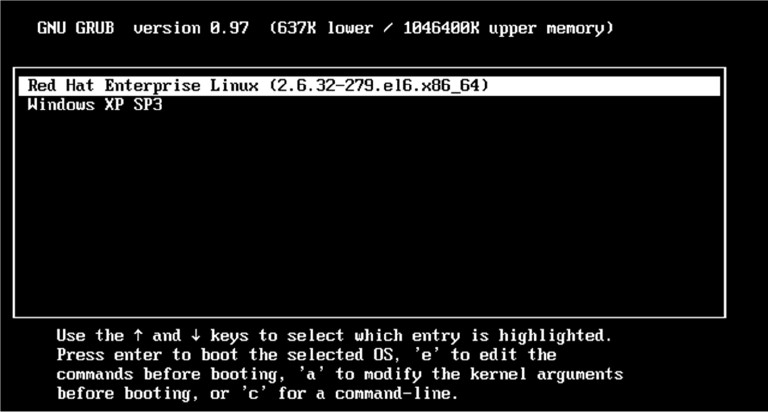 GNU GRUB version 0.97 (637K lower / 1046400K upper memory)
Red Hat Enterprise Linux (2.6.32-279.el6.x86_64)
Windows XP SP3
Use the ↑ and ↓ keys to select which entry is highlighted.
Press enter to boot the selected OS, 'e' to edit the
commands before booting, 'a' to modify the kernel arguments
before booting, or 'c' for a command-line.